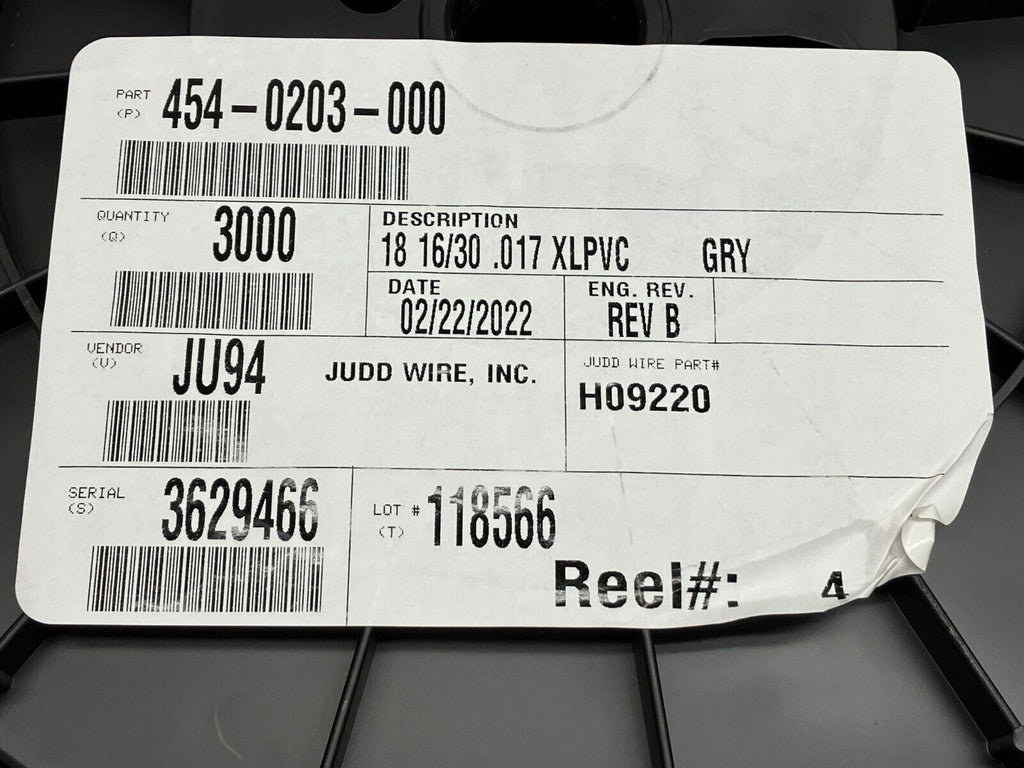 PART
(P)
454-0203-000
QUANTITY
(Q)
3000
DESCRIPTION
18 16/30 .017 XLPVC GRY
DATE
02/22/2022
ENG. REV.
REV B
VENDOR
(V)
JU94
JUDD WIRE, INC.
JUDD WIRE PART#
H09220
SERIAL
(S)
3629466
LOT #
(T)
118566
Reel#: 4